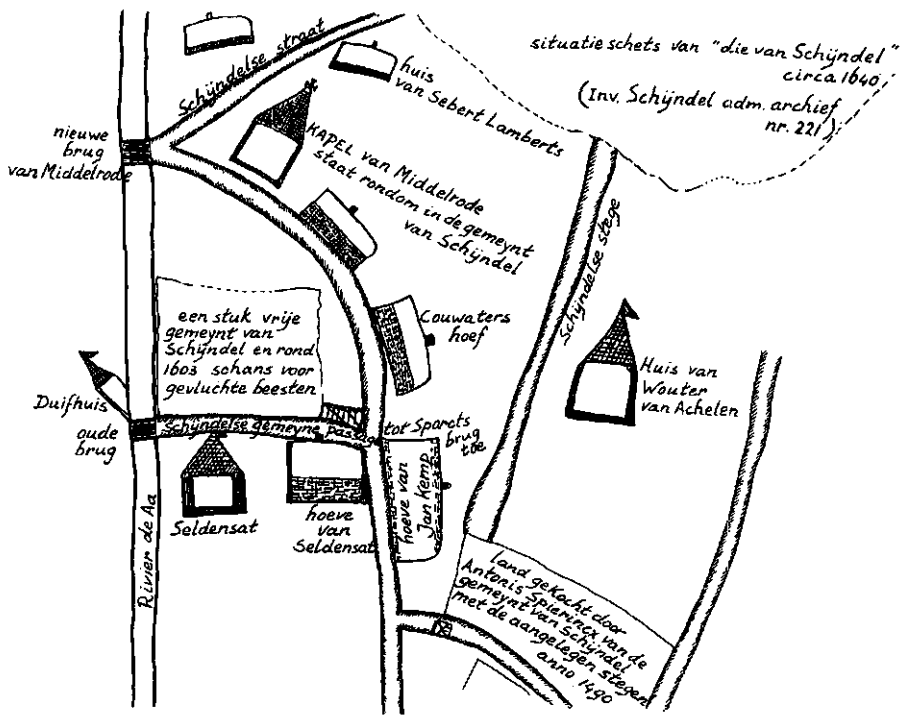 situatie schets van "die van Schijndel"
circa 1640,
(Inv. Schijndel adm. archief
nr. 221)
Schijndelse straat
huis
van Sebert Lamberts
nieuwe
brug
van Middelrode
KAPEL van Middelrode
staat rondom in de gemeynt
van Schijndel
Schijndelse stege
een stuk vrije
gemeynt van
Schijndel en rond
1603 schans voor
gevluchte beesten
Couwaters
hoef
Huis van
Wouter
van Achelen
Duifhuis
oude
brug
Schijndelse gemeyne passage tot Sparcts
brug
toe
Seldensat
hoeve
van
Seldensat
hoeve van
Jan Kemp
Rivier de Aa
land gekocht door
Antonis Spierincx van de
gemeynt van Schijndel
met de aangelegen stegen
anno 1490